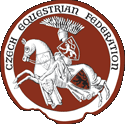 CZECH EQUESTRIAN FEDERATION